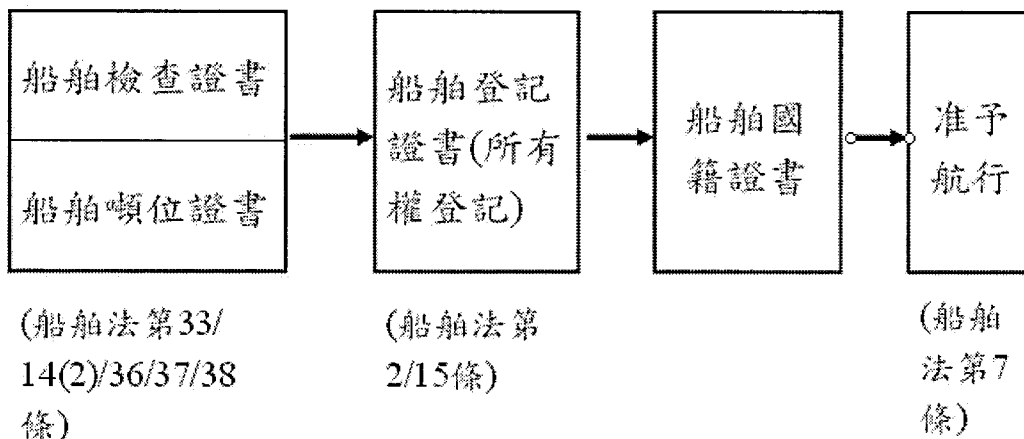 船舶檢查證書
船舶噸位證書
船舶登記
證書(所有
權登記)
船舶國
籍證書
准予
航行
(船舶法第33/
14(2)/36/37/38
條)
(船舶法第
2/15條)
(船舶
法第7
條)